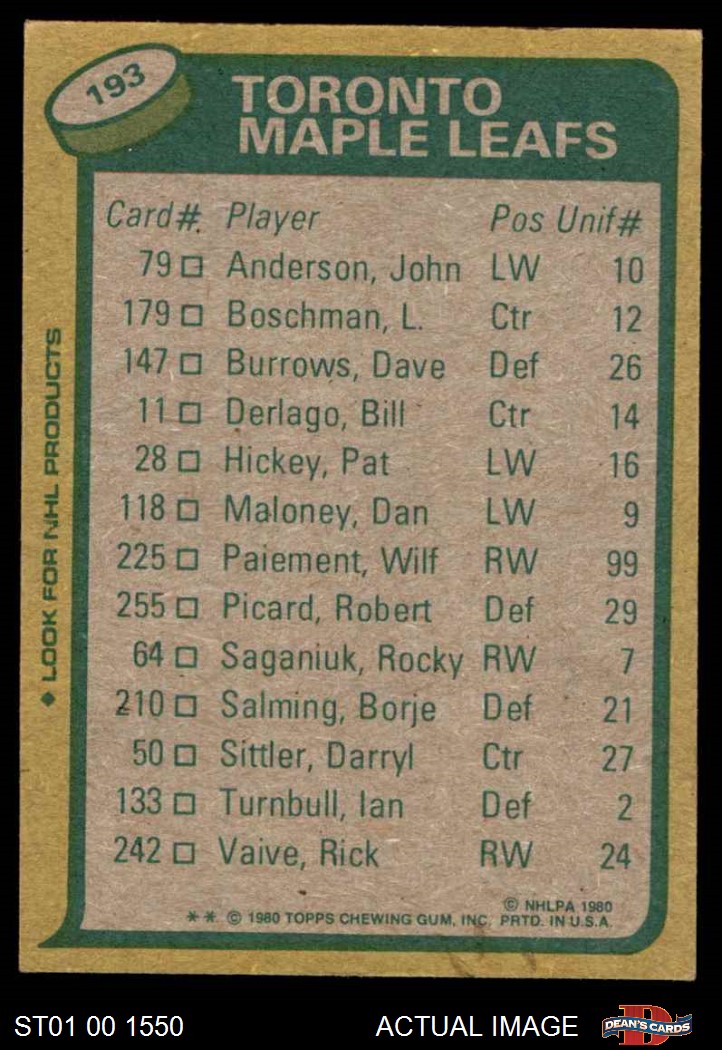 193
TORONTO
MAPLE LEAFS
Card# Player Pos Unif#
79 □ Anderson, John LW 10
179 □ Boschman, L. Ctr 12
147 □ Burrows, Dave Def 26
11 □ Derlago, Bill Ctr 14
28 □ Hickey, Pat LW 16
118 □ Maloney, Dan LW 9
225 □ Paiement, Wilf RW 99
255 □ Picard, Robert Def 29
64 □ Saganiuk, Rocky RW 7
210 □ Salming, Borje Def 21
50 □ Sittler, Darryl Ctr 27
133 □ Turnbull, Ian Def 2
242 □ Vaive, Rick RW 24
© NHLPA 1980
** © 1980 TOPPS CHEWING GUM, INC. PRTD. IN U.S.A.
◆ LOOK FOR NHL PRODUCTS
ST01 00 1550 ACTUAL IMAGE
DEAN'S CARDS